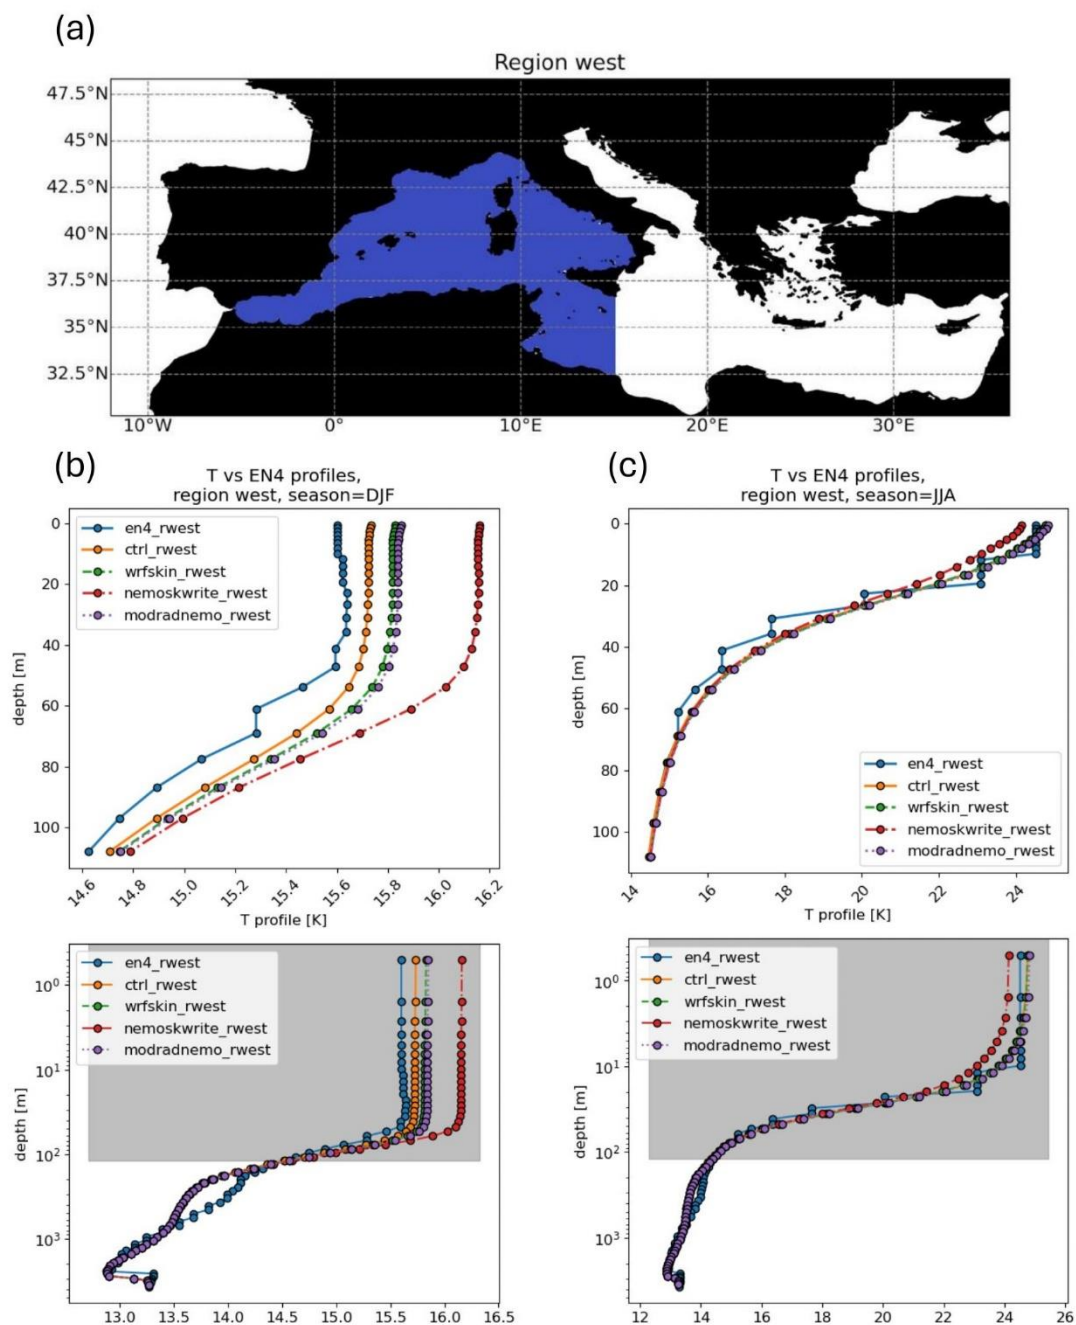 (a)
Region west
47.5°N
45°N
42.5°N
40°N
37.5°N
35°N
32.5°N
10°W 0° 10°E 20°E 30°E
(b)
T vs EN4 profiles,
region west, season=DJF
en4_rwest
ctrl_rwest
wrfskin_rwest
nemoskwrite_rwest
modradnemo_rwest
depth [m]
0
20
40
60
80
100
14.6 14.8 15.0 15.2 15.4 15.6 15.8 16.0 16.2
T profile [K]
en4_rwest
ctrl_rwest
wrfskin_rwest
nemoskwrite_rwest
modradnemo_rwest
depth [m]
10⁰
10¹
10²
10³
13.0 13.5 14.0 14.5 15.0 15.5 16.0 16.5
(c)
T vs EN4 profiles,
region west, season=JJA
depth [m]
0
20
40
60
80
100
en4_rwest
ctrl_rwest
wrfskin_rwest
nemoskwrite_rwest
modradnemo_rwest
14 16 18 20 22 24
T profile [K]
en4_rwest
ctrl_rwest
wrfskin_rwest
nemoskwrite_rwest
modradnemo_rwest
depth [m]
10⁰
10¹
10²
10³
12 14 16 18 20 22 24 26